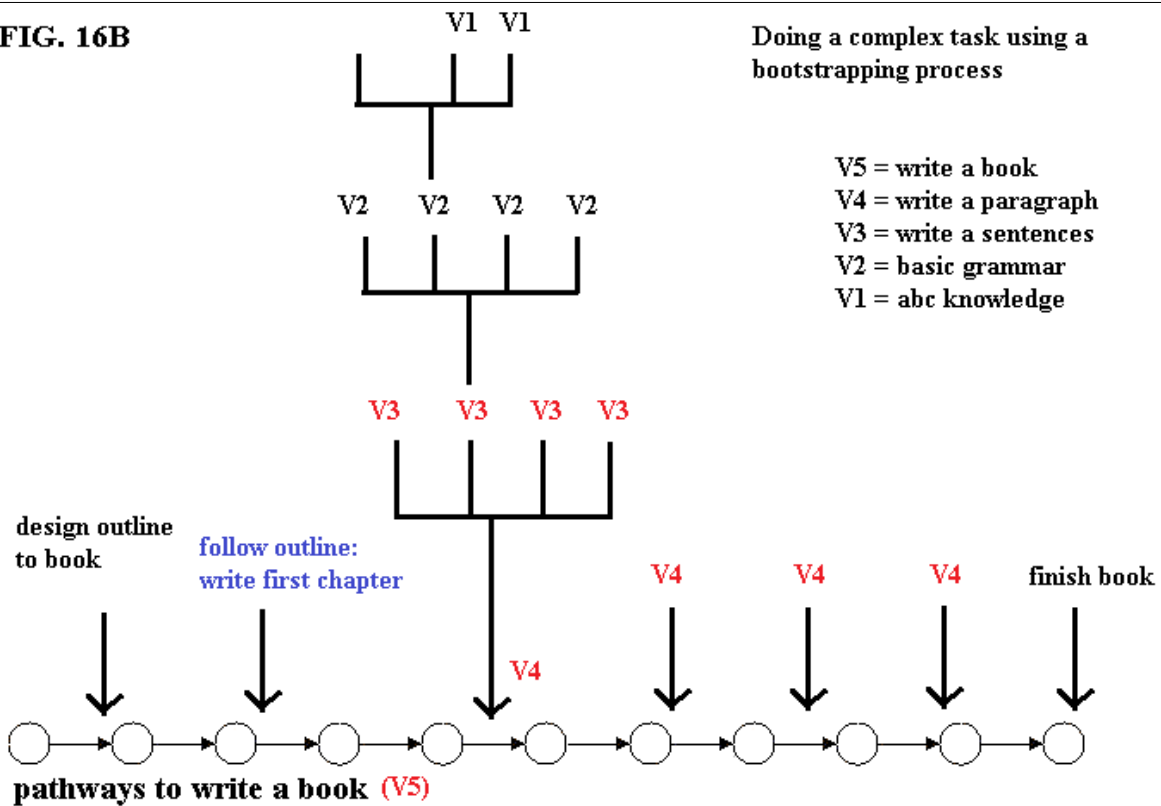 FIG. 16B
V1 V1
Doing a complex task using a
bootstrapping process
V5 = write a book
V4 = write a paragraph
V3 = write a sentences
V2 = basic grammar
V1 = abc knowledge
V2 V2 V2 V2
V3 V3 V3 V3
design outline
to book
follow outline:
write first chapter
V4
V4 V4 V4
finish book
pathways to write a book (V5)